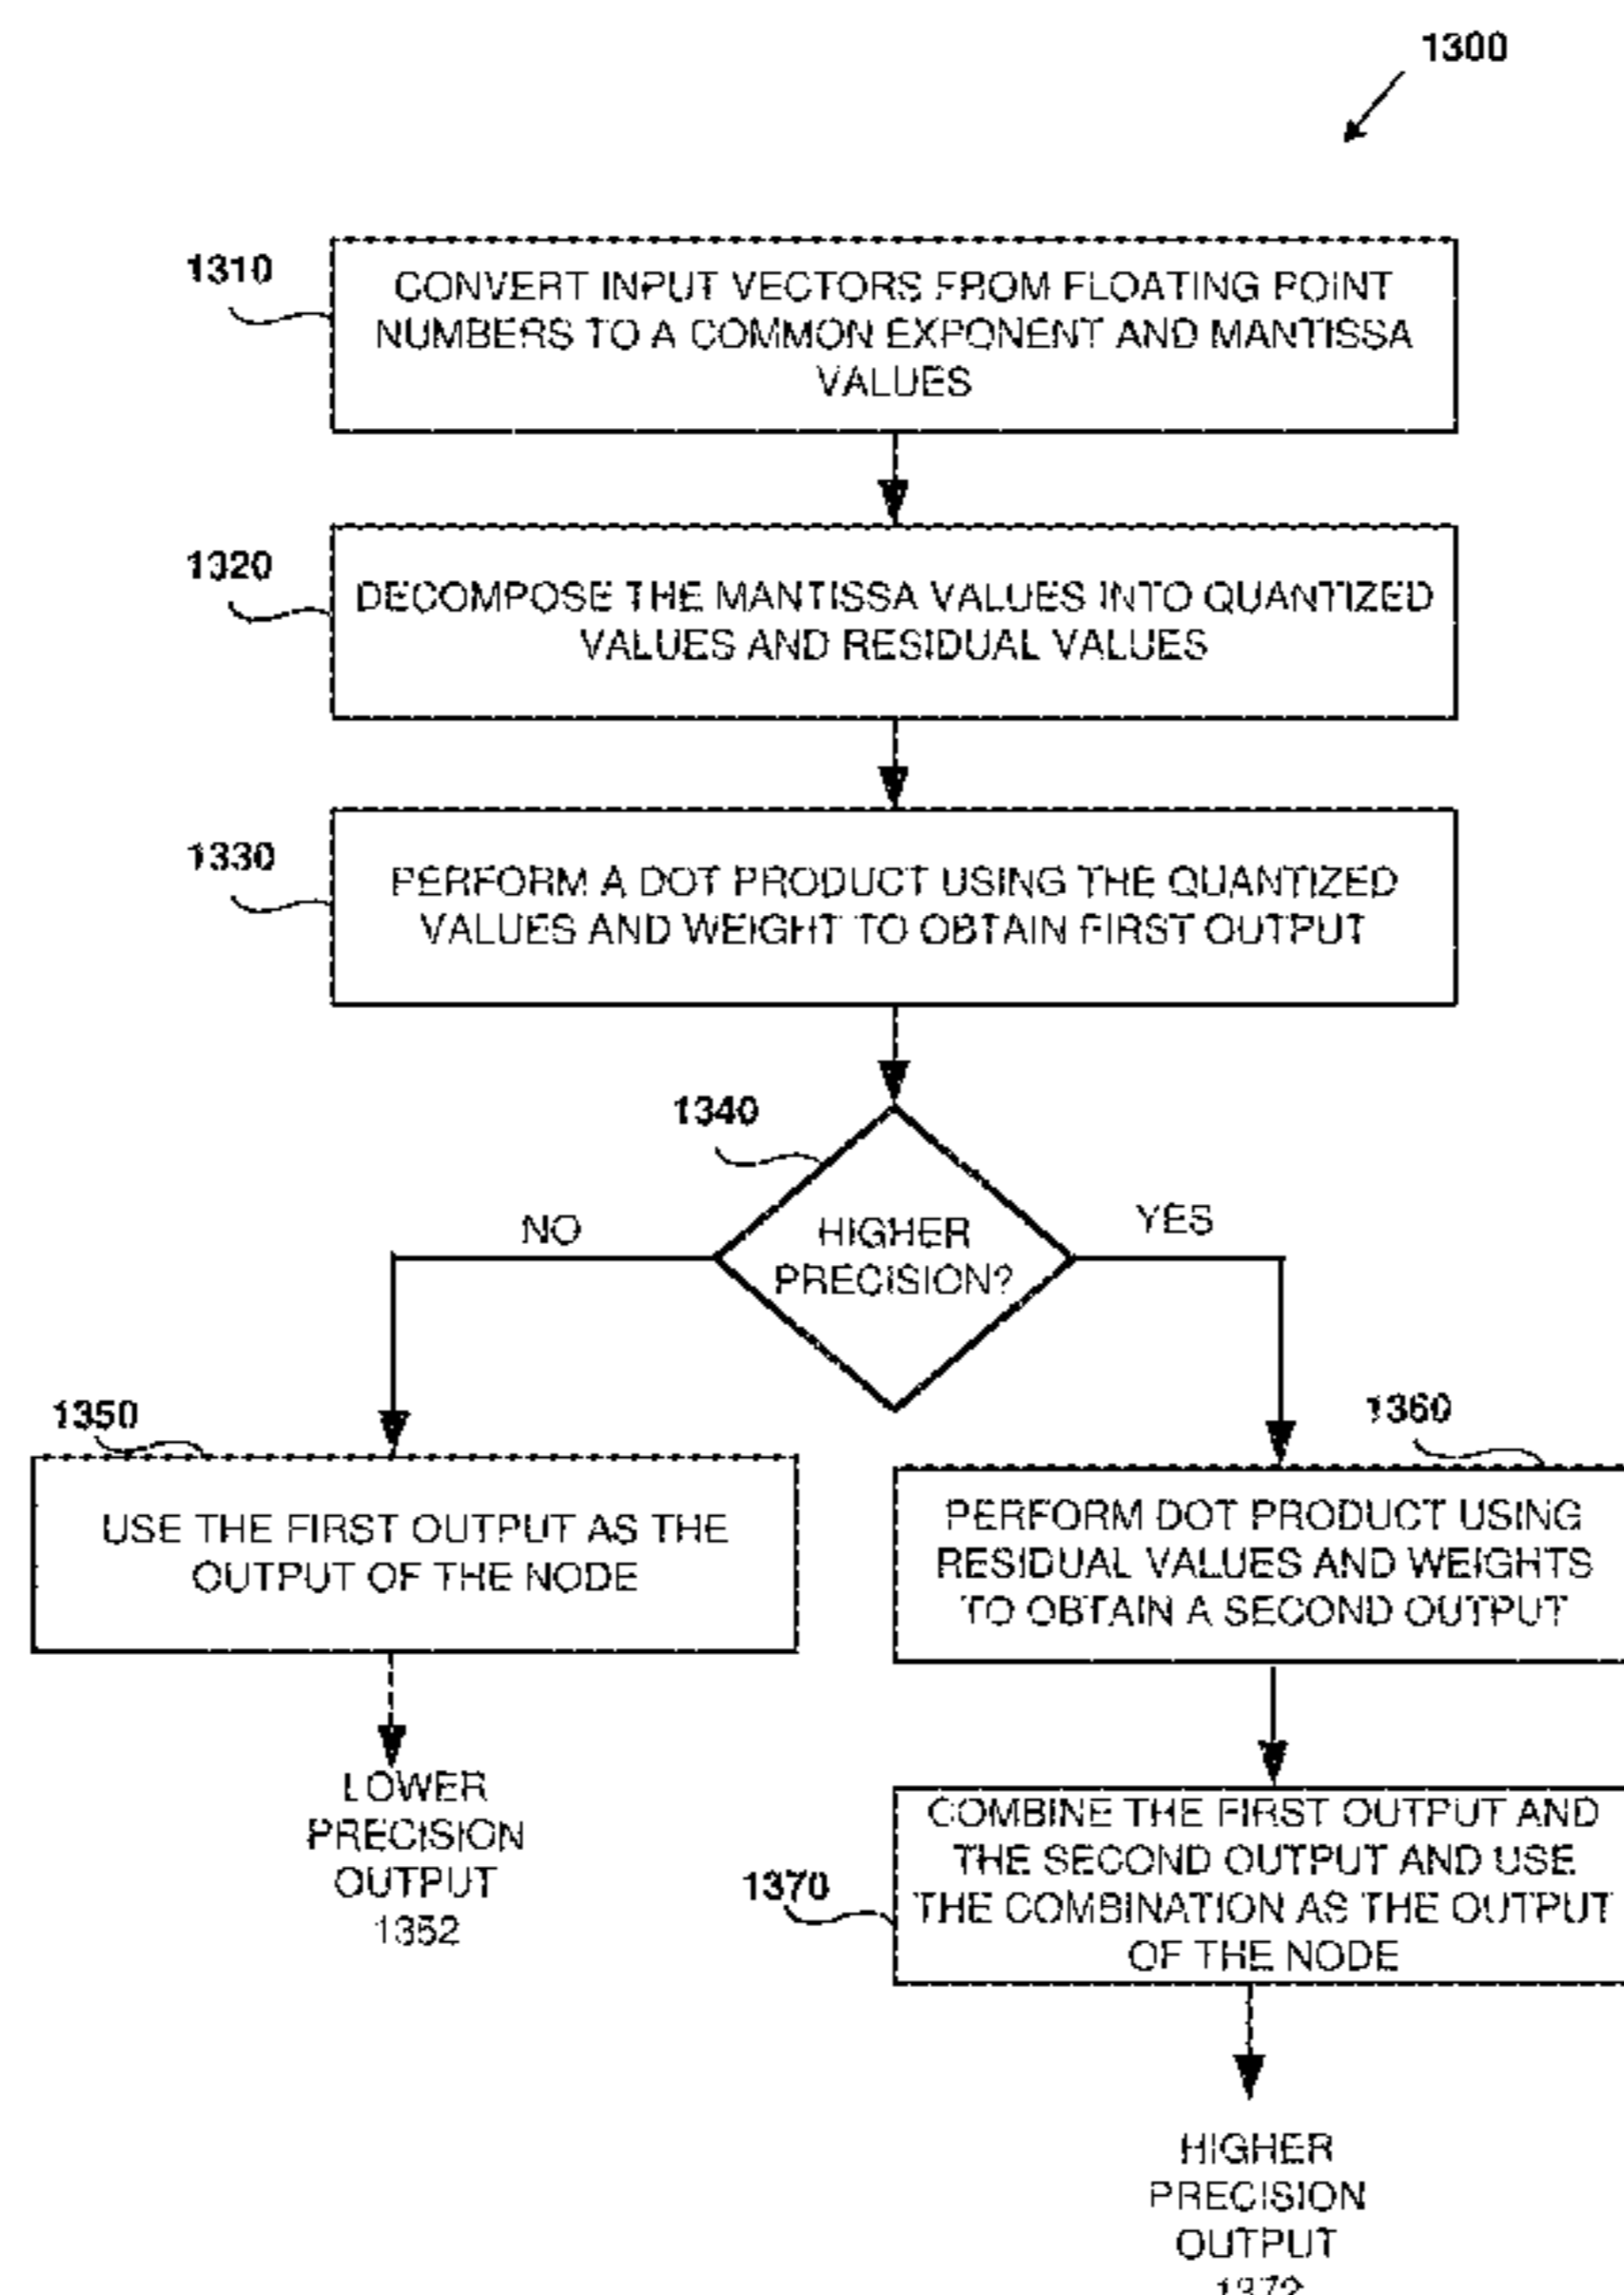 1300
1310
CONVERT INPUT VECTORS FROM FLOATING POINT
NUMBERS TO A COMMON EXPONENT AND MANTISSA
VALUES
1320
DECOMPOSE THE MANTISSA VALUES INTO QUANTIZED
VALUES AND RESIDUAL VALUES
1330
PERFORM A DOT PRODUCT USING THE QUANTIZED
VALUES AND WEIGHT TO OBTAIN FIRST OUTPUT
1340
HIGHER
PRECISION?
NO
YES
1350
USE THE FIRST OUTPUT AS THE
OUTPUT OF THE NODE
LOWER
PRECISION
OUTPUT
1352
1360
PERFORM DOT PRODUCT USING
RESIDUAL VALUES AND WEIGHTS
TO OBTAIN A SECOND OUTPUT
1370
COMBINE THE FIRST OUTPUT AND
THE SECOND OUTPUT AND USE
THE COMBINATION AS THE OUTPUT
OF THE NODE
HIGHER
PRECISION
OUTPUT
1372